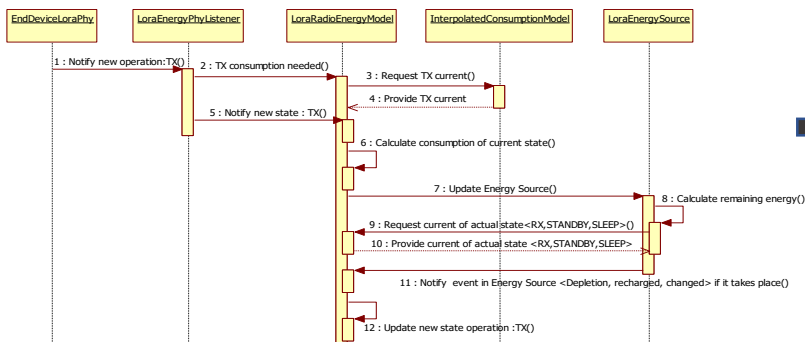 EndDeviceLoraPhy
LoraEnergyPhyListener
LoraRadioEnergyModel
InterpolatedConsumptionModel
LoraEnergySource
1 : Notify new operation:TX()
2 : TX consumption needed()
3 : Request TX current()
4 : Provide TX current
5 : Notify new state : TX()
6 : Calculate consumption of current state()
7 : Update Energy Source()
8 : Calculate remaining energy()
9 : Request current of actual state<RX,STANDBY,SLEEP>()
10 : Provide current of actual state <RX,STANDBY,SLEEP>
11 : Notify event in Energy Source <Depletion, recharged, changed> if it takes place()
12 : Update new state operation :TX()